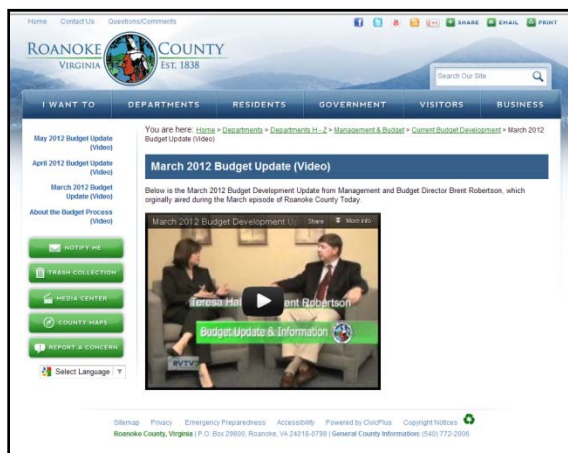 Home Contact Us Questions/Comments
SHARE EMAIL PRINT
ROANOKE COUNTY
VIRGINIA EST. 1838
Search Our Site
I WANT TO DEPARTMENTS RESIDENTS GOVERNMENT VISITORS BUSINESS
May 2012 Budget Update
(Video)
April 2012 Budget Update
(Video)
March 2012 Budget
Update (Video)
About the Budget Process
(Video)
NOTIFY ME
TRASH COLLECTION
MEDIA CENTER
COUNTY MAPS
REPORT A CONCERN
Select Language
You are here: Home > Departments > Departments H - Z > Management & Budget > Current Budget Development > March 2012
Budget Update (Video)
March 2012 Budget Update (Video)
Below is the March 2012 Budget Development Update from Management and Budget Director Brent Robertson, which
orginally aired during the March episode of Roanoke County Today.
March 2012 Budget Development U Share More info
Teresa Hal ent Robertson
Budget Update & Information
RVTV
Sitemap Privacy Emergency Preparedness Accessibility Powered by CivicPlus Copyright Notices
Roanoke County, Virginia | P.O. Box 29800, Roanoke, VA 24018-0798 | General County Information: (540) 772-2006